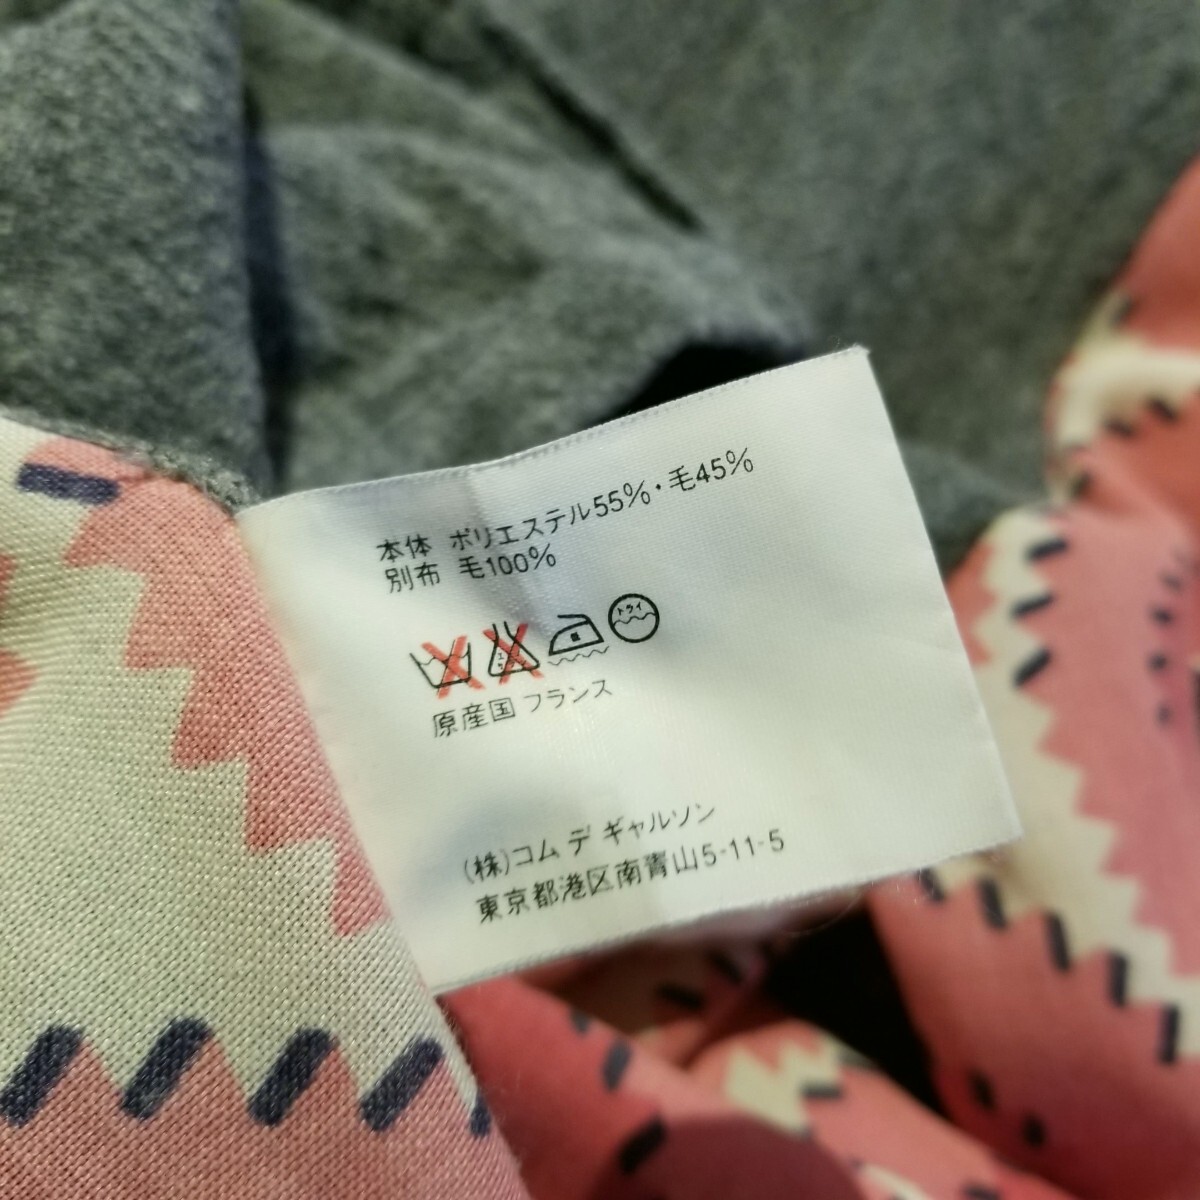 本体 ポリエステル55%・毛45%
別布 毛100%
ドライ
原産国 フランス
(株)コム デ ギャルソン
東京都港区南青山5-11-5